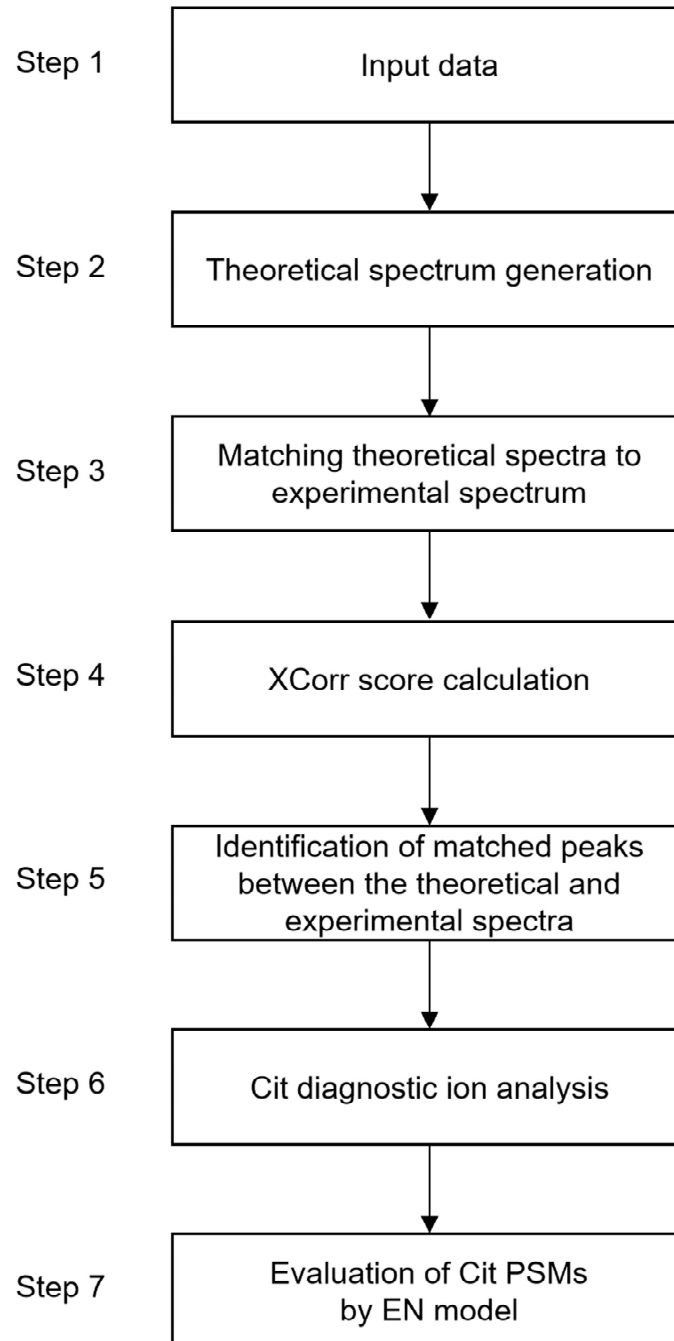 Step 1
Input data
Step 2
Theoretical spectrum generation
Step 3
Matching theoretical spectra to
experimental spectrum
Step 4
XCorr score calculation
Step 5
Identification of matched peaks
between the theoretical and
experimental spectra
Step 6
Cit diagnostic ion analysis
Step 7
Evaluation of Cit PSMs
by EN model